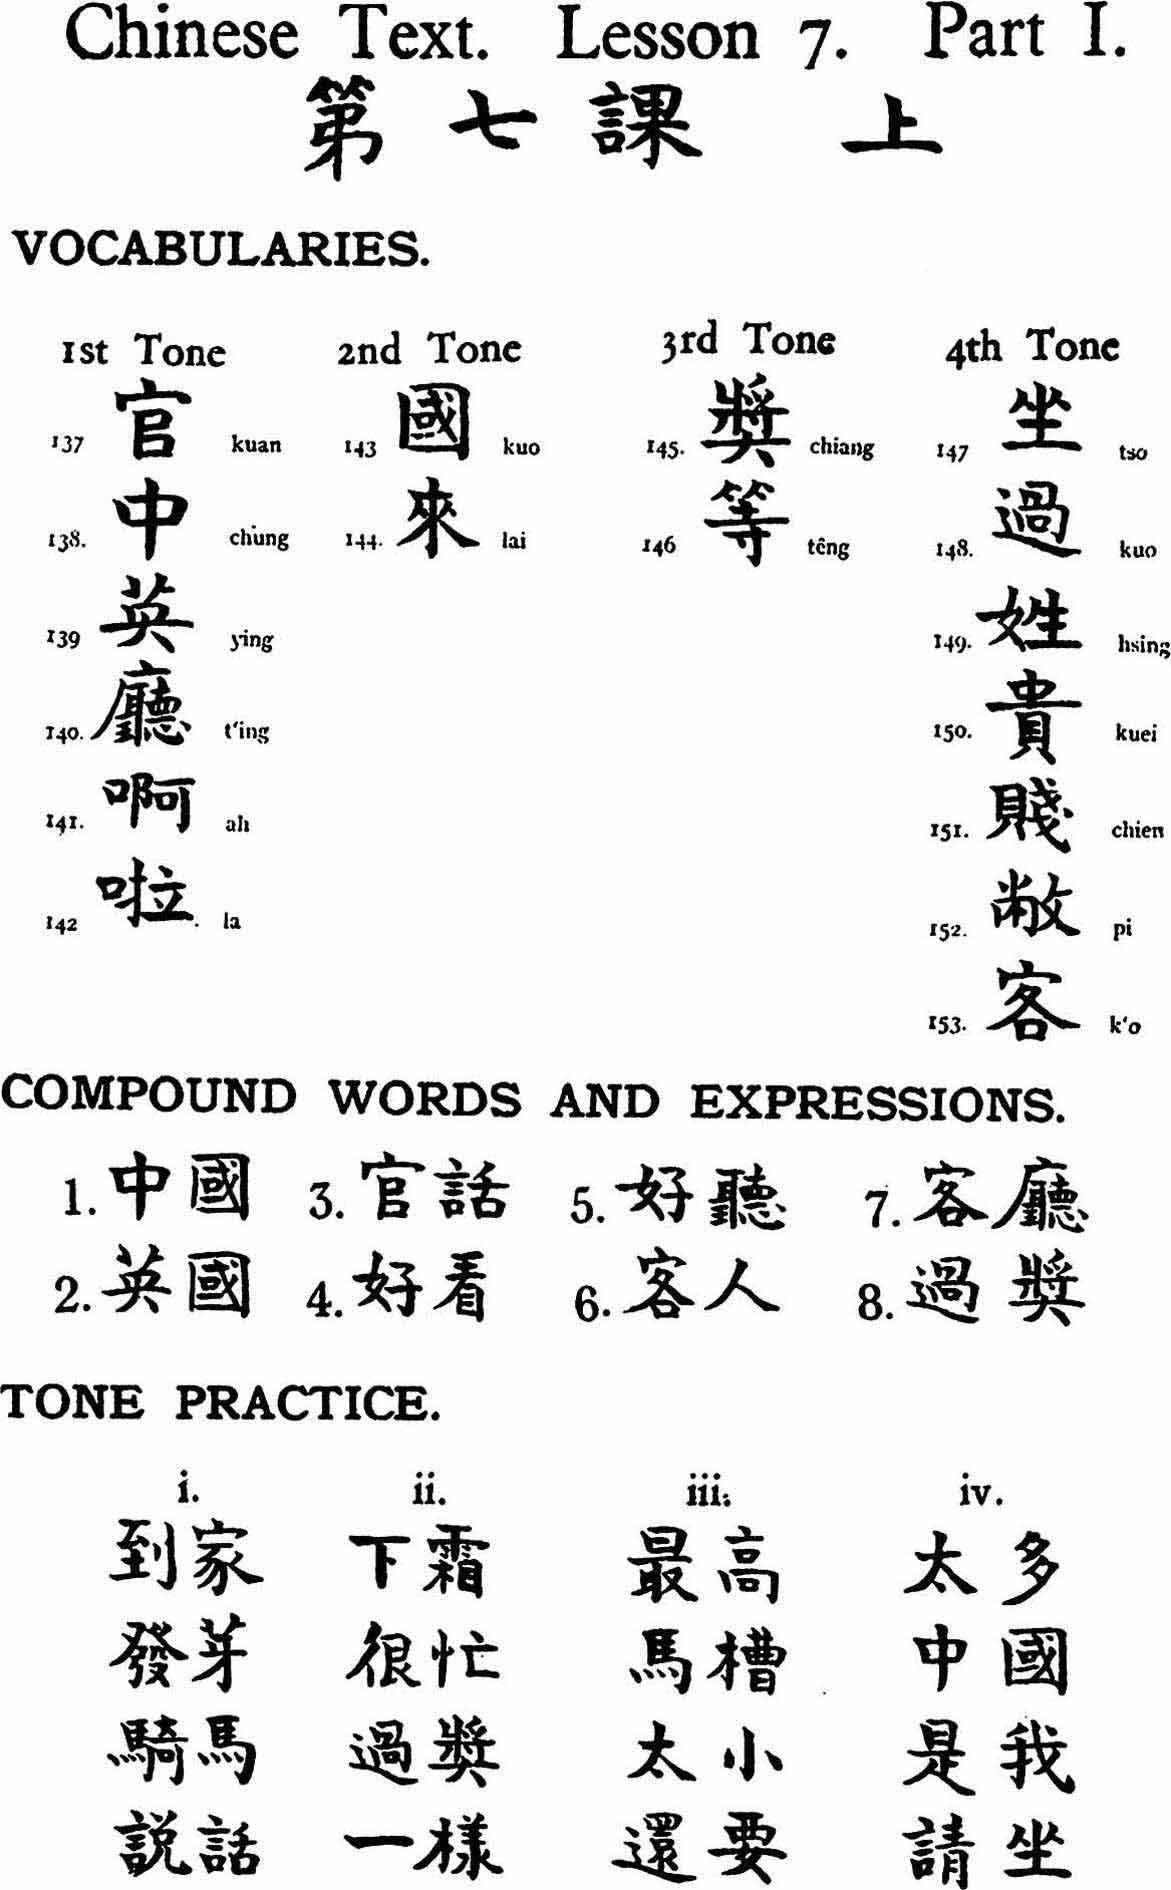 Chinese Text. Lesson 7. Part I.
第七課 上
VOCABULARIES.
1st Tone 2nd Tone 3rd Tone 4th Tone
137 官 kuan 143 國 kuo 145. 獎 chiang 147 坐 tso
138. 中 chung 144. 來 lai 146 等 têng 148. 過 kuo
139 英 ying 149. 姓 hsing
140. 廳 t'ing 150. 貴 kuei
141. 啊 ah 151. 賤 chien
142 啦 la 152. 敝 pi
153. 客 k'o
COMPOUND WORDS AND EXPRESSIONS.
1. 中國 3. 官話 5. 好聽 7. 客廳
2. 英國 4. 好看 6. 客人 8. 過獎
TONE PRACTICE.
i. ii. iii. iv.
到家 下霜 最高 太多
發芽 很忙 馬槽 中國
騎馬 過獎 太小 是我
説話 一樣 還要 請坐